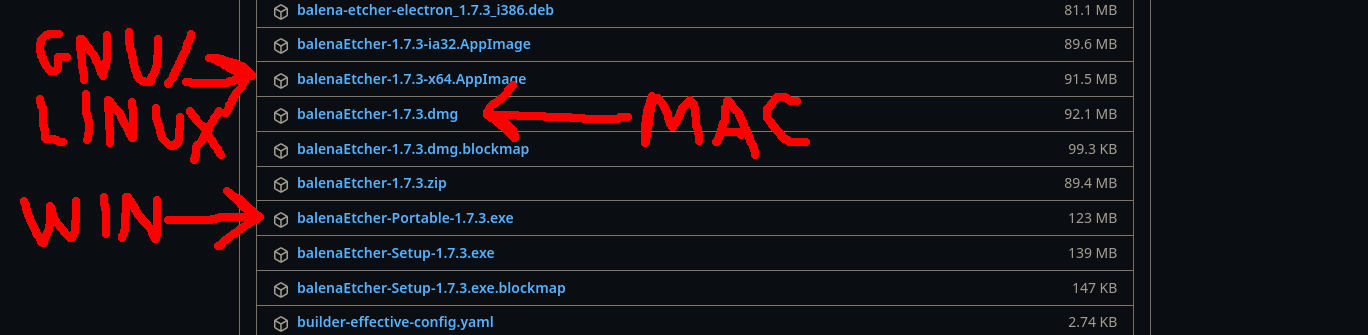 balena-etcher-electron_1.7.3_i386.deb 81.1 MB
balenaEtcher-1.7.3-ia32.AppImage 89.6 MB
GNU/
LINUX
balenaEtcher-1.7.3-x64.AppImage 91.5 MB
balenaEtcher-1.7.3.dmg MAC 92.1 MB
balenaEtcher-1.7.3.dmg.blockmap 99.3 KB
balenaEtcher-1.7.3.zip 89.4 MB
WIN balenaEtcher-Portable-1.7.3.exe 123 MB
balenaEtcher-Setup-1.7.3.exe 139 MB
balenaEtcher-Setup-1.7.3.exe.blockmap 147 KB
builder-effective-config.yaml 2.74 KB